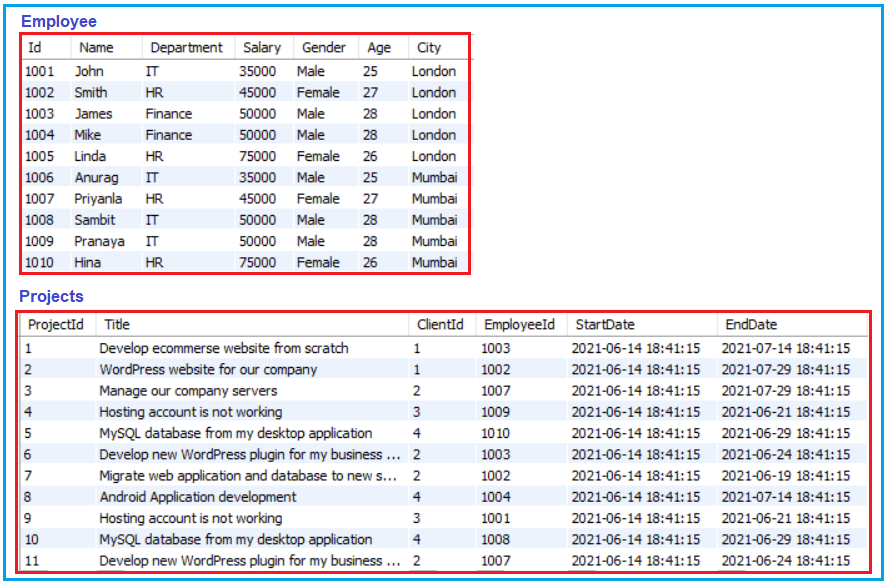 Employee
Id Name Department Salary Gender Age City
1001 John IT 35000 Male 25 London
1002 Smith HR 45000 Female 27 London
1003 James Finance 50000 Male 28 London
1004 Mike Finance 50000 Male 28 London
1005 Linda HR 75000 Female 26 London
1006 Anurag IT 35000 Male 25 Mumbai
1007 Priyanla HR 45000 Female 27 Mumbai
1008 Sambit IT 50000 Male 28 Mumbai
1009 Pranaya IT 50000 Male 28 Mumbai
1010 Hina HR 75000 Female 26 Mumbai
Projects
ProjectId Title ClientId EmployeeId StartDate EndDate
1 Develop ecommerse website from scratch 1 1003 2021-06-14 18:41:15 2021-07-14 18:41:15
2 WordPress website for our company 1 1002 2021-06-14 18:41:15 2021-07-29 18:41:15
3 Manage our company servers 2 1007 2021-06-14 18:41:15 2021-07-29 18:41:15
4 Hosting account is not working 3 1009 2021-06-14 18:41:15 2021-06-21 18:41:15
5 MySQL database from my desktop application 4 1010 2021-06-14 18:41:15 2021-06-29 18:41:15
6 Develop new WordPress plugin for my business ... 2 1003 2021-06-14 18:41:15 2021-06-24 18:41:15
7 Migrate web application and database to new s... 2 1002 2021-06-14 18:41:15 2021-06-19 18:41:15
8 Android Application development 4 1004 2021-06-14 18:41:15 2021-07-14 18:41:15
9 Hosting account is not working 3 1001 2021-06-14 18:41:15 2021-06-21 18:41:15
10 MySQL database from my desktop application 4 1008 2021-06-14 18:41:15 2021-06-29 18:41:15
11 Develop new WordPress plugin for my business ... 2 1007 2021-06-14 18:41:15 2021-06-24 18:41:15